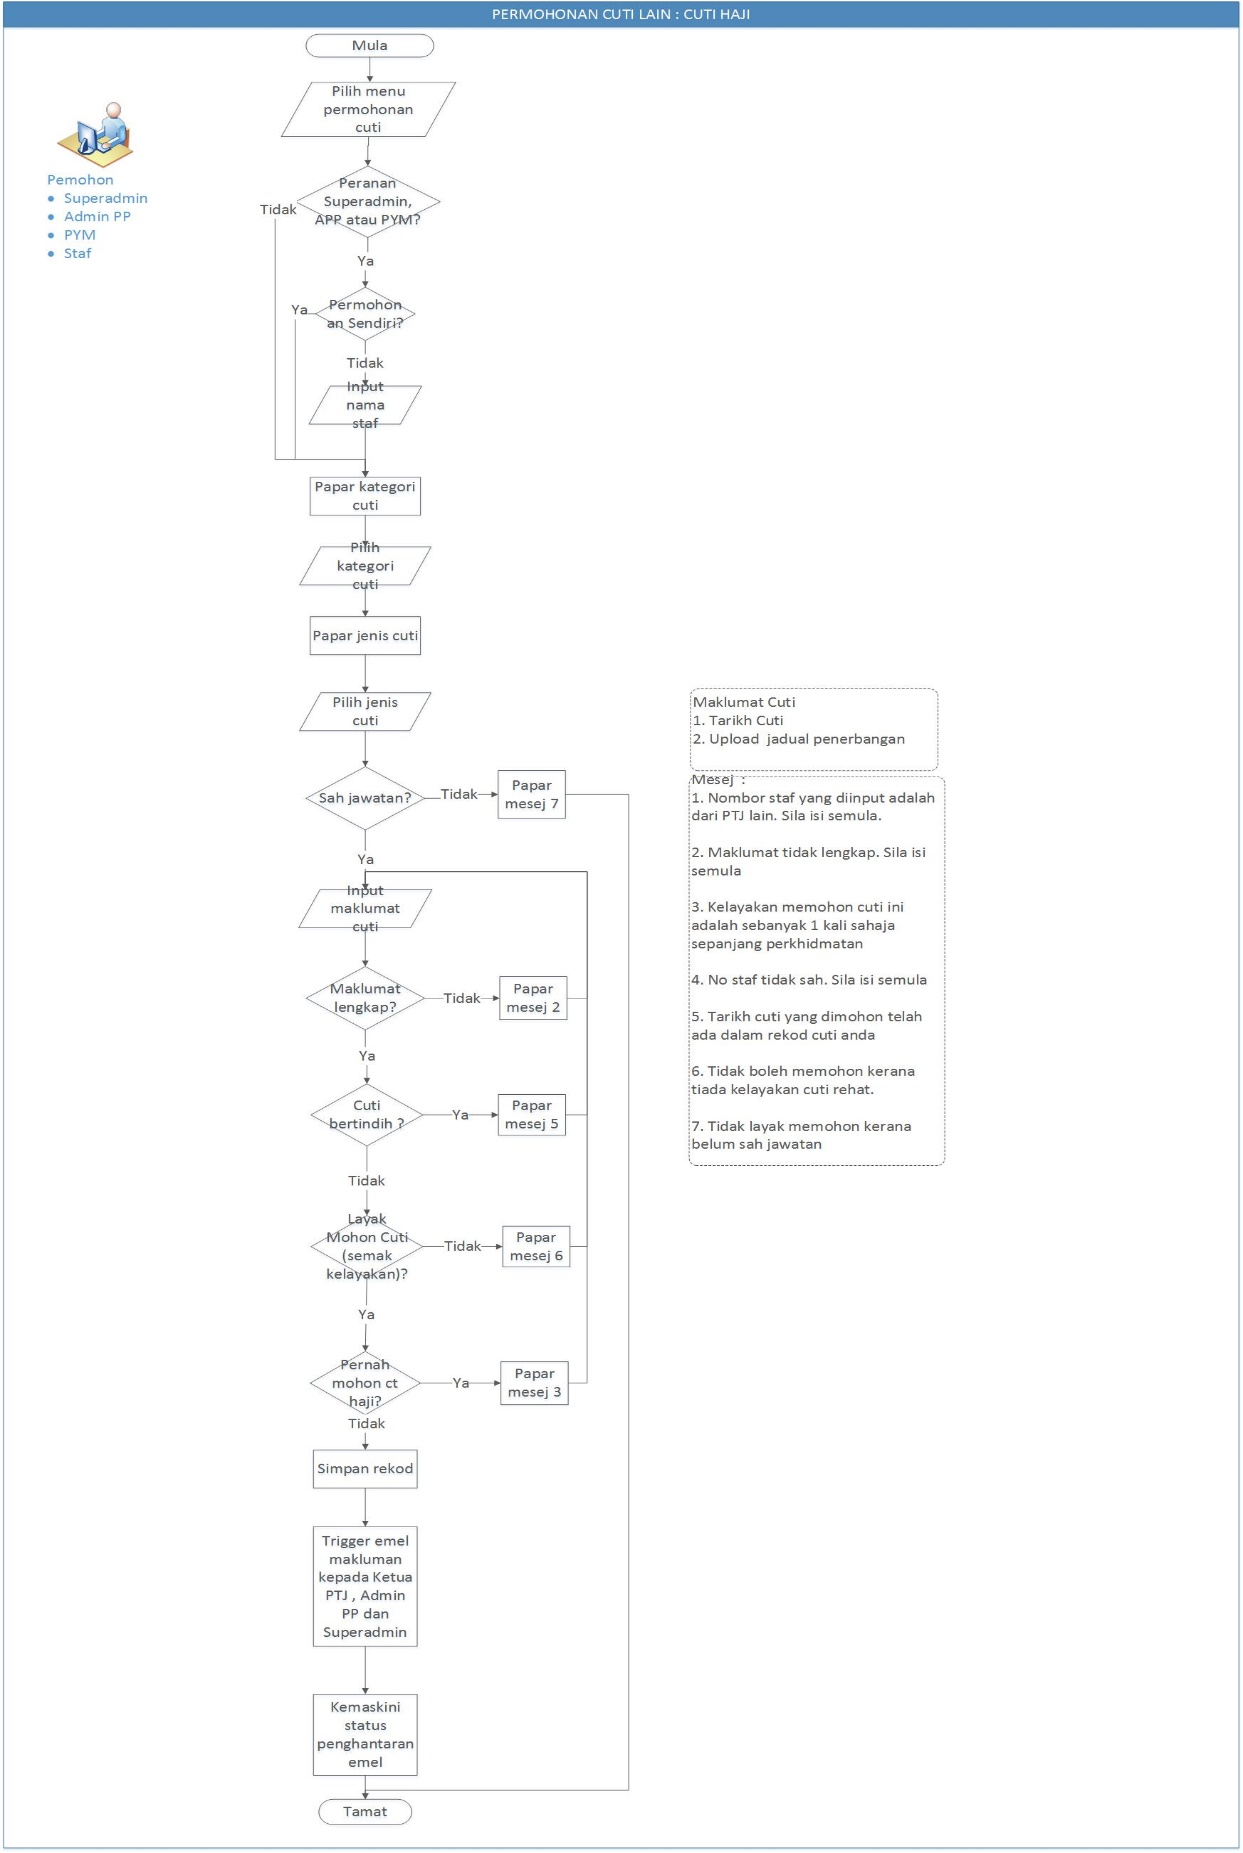 PERMOHONAN CUTI LAIN : CUTI HAJI
Mula
Pilih menu
permohonan
cuti
Pemohon
• Superadmin
• Admin PP
• PYM
• Staf
Peranan
Superadmin,
APP atau PYM?
Tidak
Ya
Permohon
an Sendiri?
Ya
Tidak
Input
nama
staf
Papar kategori
cuti
Pilih
kategori
cuti
Papar jenis cuti
Pilih jenis
cuti
Sah jawatan?
Tidak
Papar
mesej 7
Ya
Input
maklumat
cuti
Maklumat
lengkap?
Tidak
Papar
mesej 2
Ya
Cuti
bertindih ?
Ya
Papar
mesej 5
Tidak
Layak
Mohon Cuti
(semak
kelayakan)?
Tidak
Papar
mesej 6
Ya
Pernah
mohon ct
haji?
Ya
Papar
mesej 3
Tidak
Simpan rekod
Trigger emel
makluman
kepada Ketua
PTJ , Admin
PP dan
Superadmin
Kemaskini
status
penghantaran
emel
Tamat
Maklumat Cuti
1. Tarikh Cuti
2. Upload jadual penerbangan
Mesej :
1. Nombor staf yang diinput adalah
dari PTJ lain. Sila isi semula.
2. Maklumat tidak lengkap. Sila isi
semula
3. Kelayakan memohon cuti ini
adalah sebanyak 1 kali sahaja
sepanjang perkhidmatan
4. No staf tidak sah. Sila isi semula
5. Tarikh cuti yang dimohon telah
ada dalam rekod cuti anda
6. Tidak boleh memohon kerana
tiada kelayakan cuti rehat.
7. Tidak layak memohon kerana
belum sah jawatan